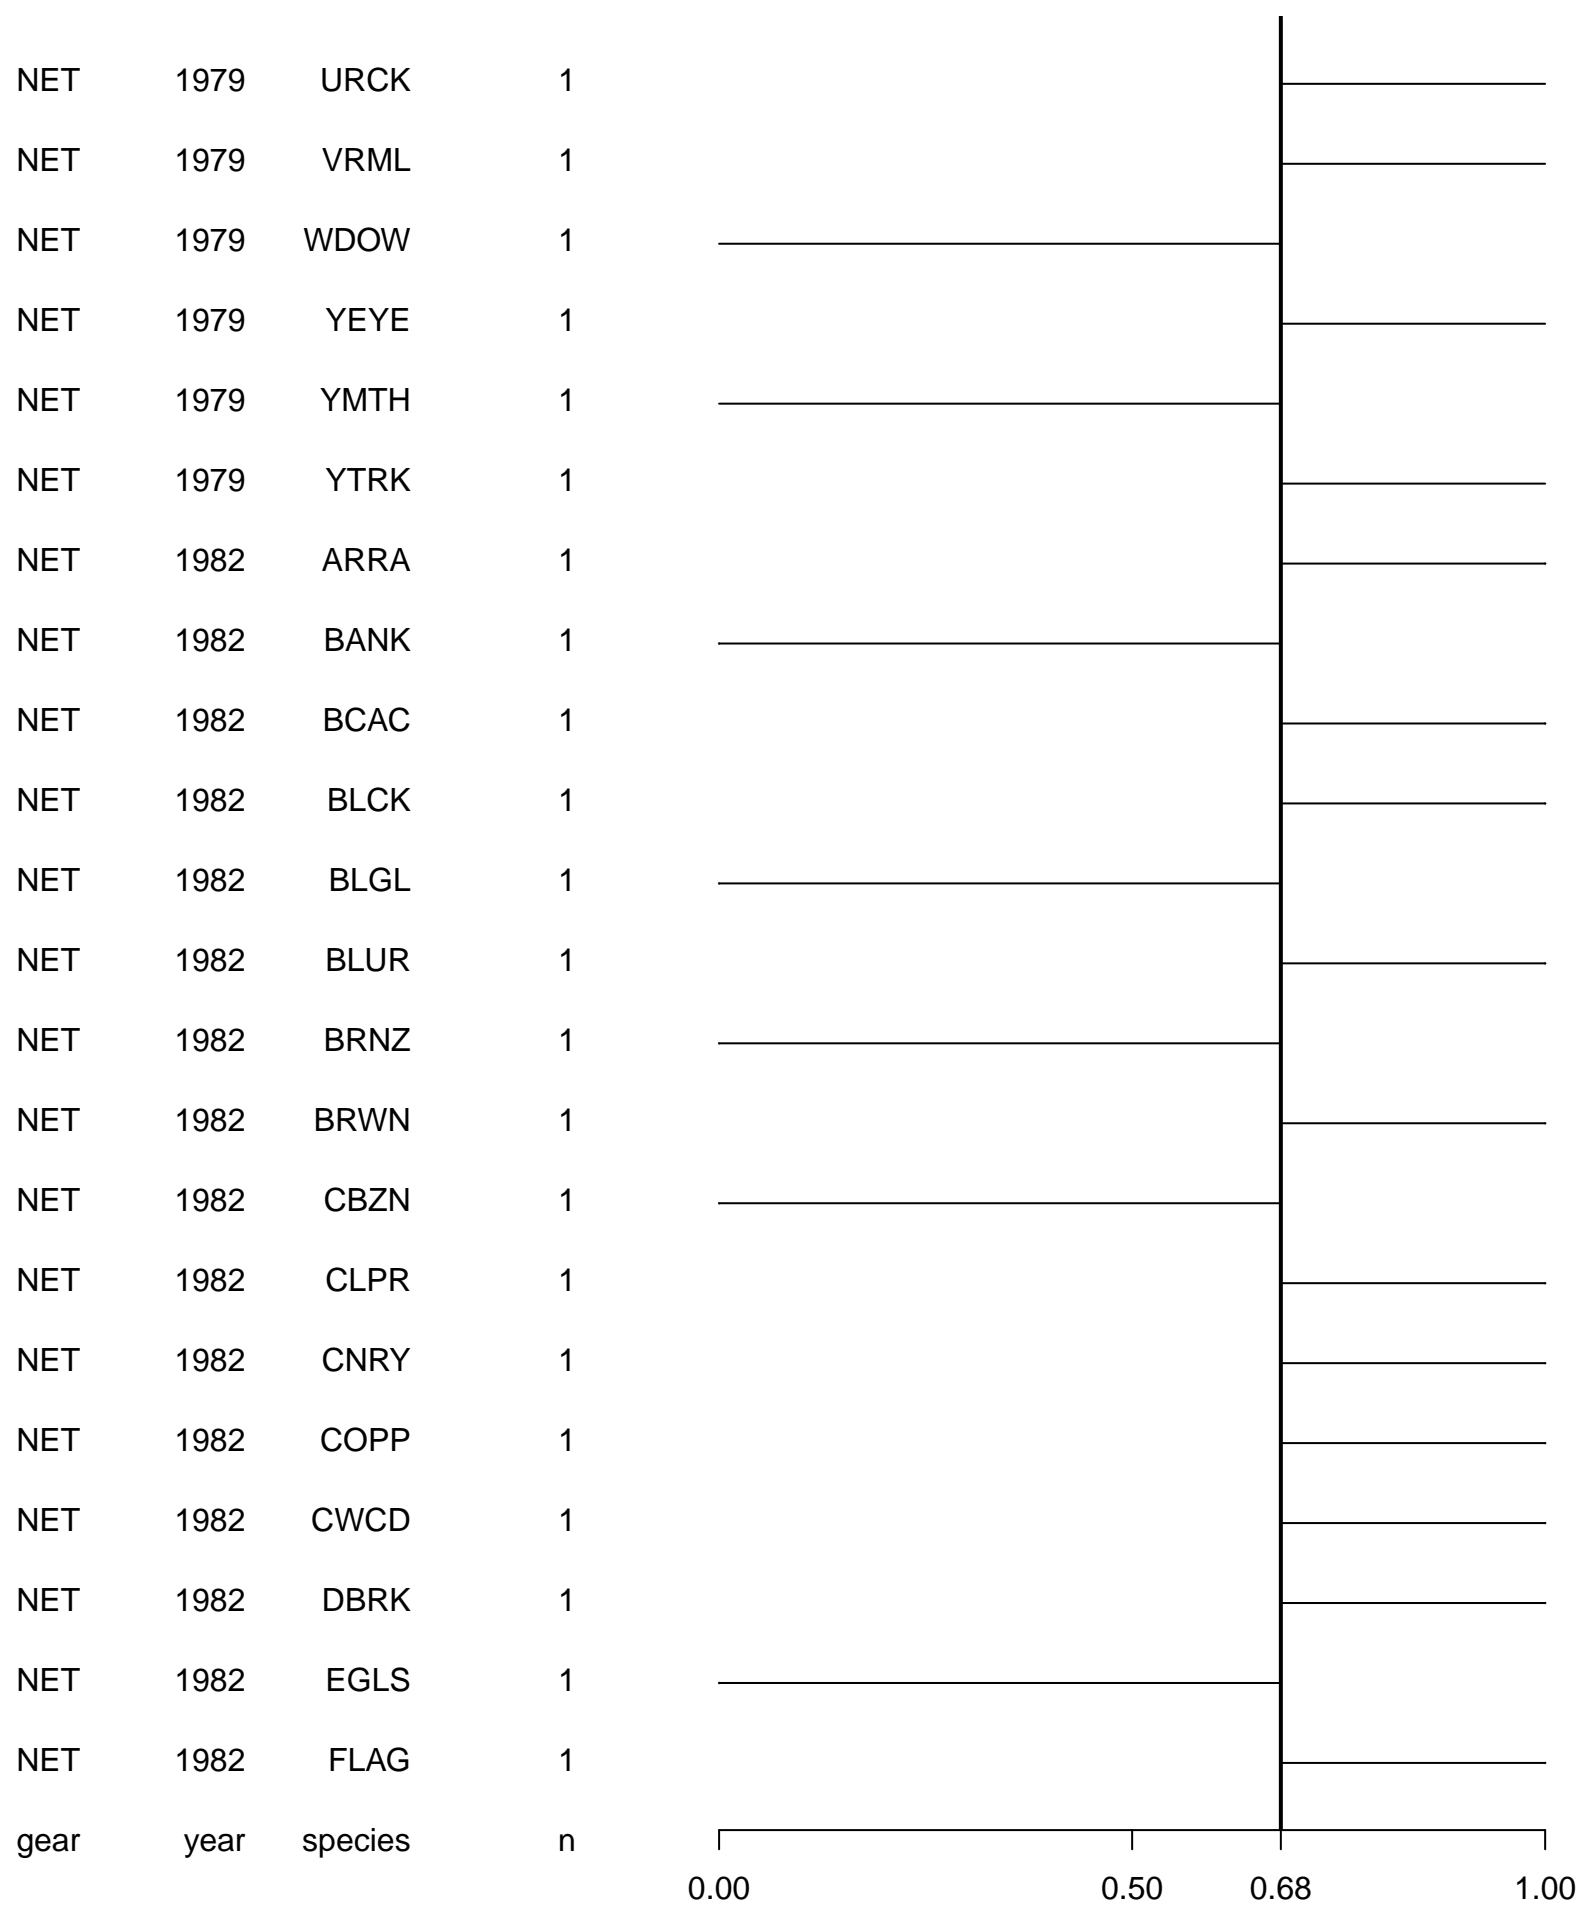 NET 1979 URCK 1
NET 1979 VRML 1
NET 1979 WDOW 1
NET 1979 YEYE 1
NET 1979 YMTH 1
NET 1979 YTRK 1
NET 1982 ARRA 1
NET 1982 BANK 1
NET 1982 BCAC 1
NET 1982 BLCK 1
NET 1982 BLGL 1
NET 1982 BLUR 1
NET 1982 BRNZ 1
NET 1982 BRWN 1
NET 1982 CBZN 1
NET 1982 CLPR 1
NET 1982 CNRY 1
NET 1982 COPP 1
NET 1982 CWCD 1
NET 1982 DBRK 1
NET 1982 EGLS 1
NET 1982 FLAG 1
gear year species n
0.00 0.50 0.68 1.00